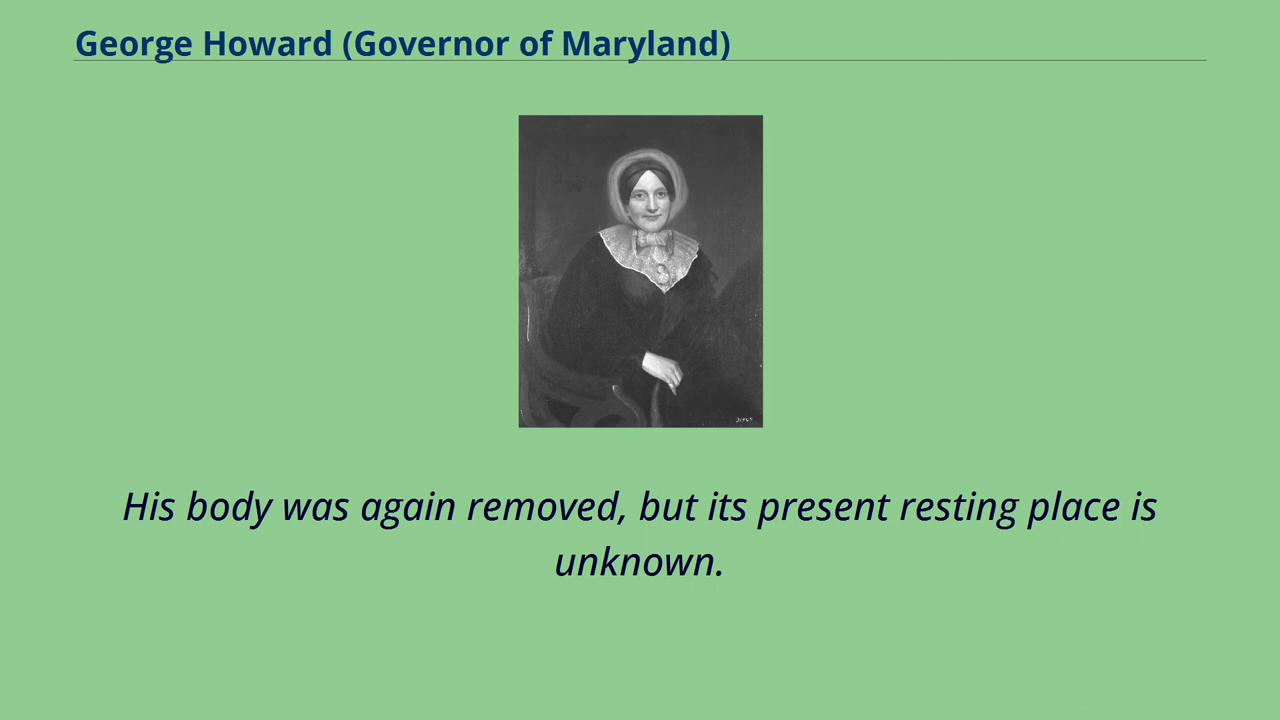 George Howard (Governor of Maryland)
His body was again removed, but its present resting place is
unknown.